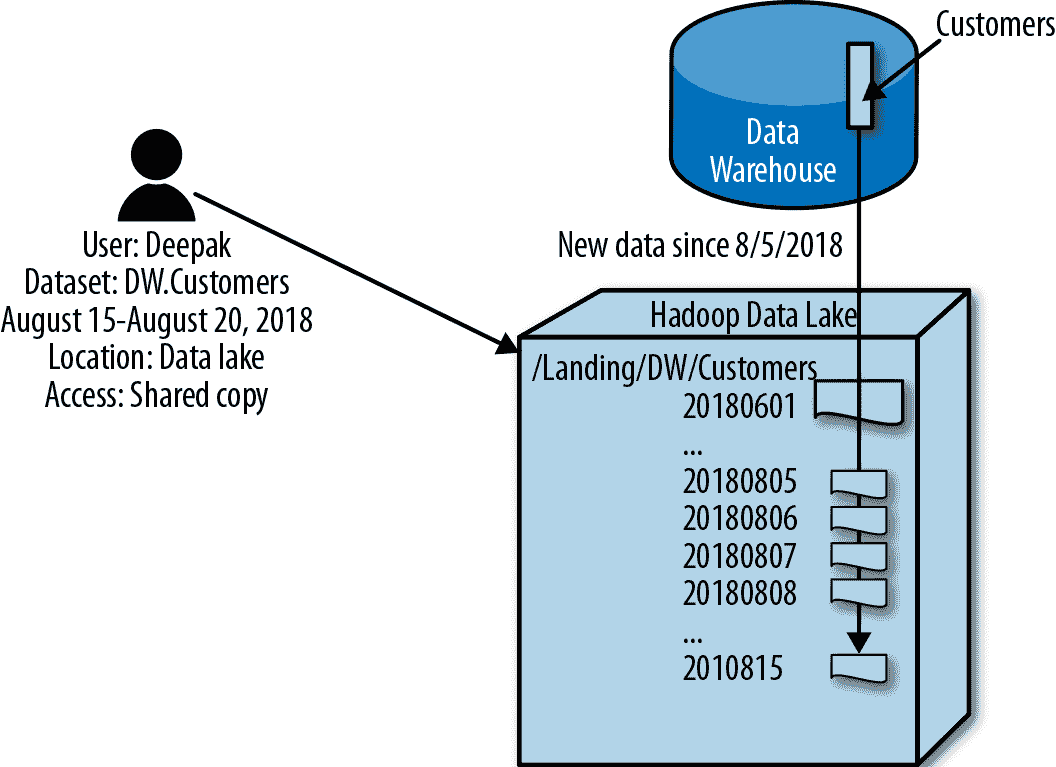 Customers
Data
Warehouse
User: Deepak
Dataset: DW.Customers
August 15-August 20, 2018
Location: Data lake
Access: Shared copy
New data since 8/5/2018
Hadoop Data Lake
/Landing/DW/Customers
20180601
...
20180805
20180806
20180807
20180808
...
2010815